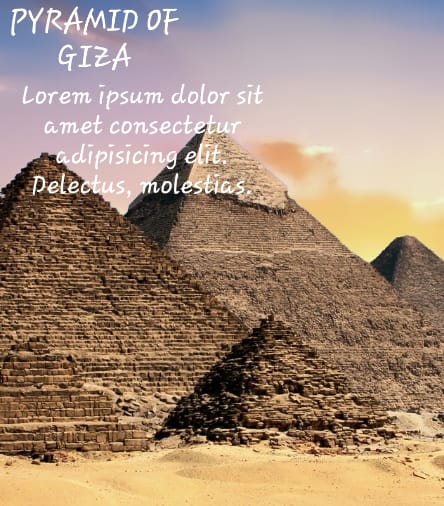 PYRAMID OF
GIZA
Lorem ipsum dolor sit
amet consectetur
adipisicing elit.
Delectus, molestias.